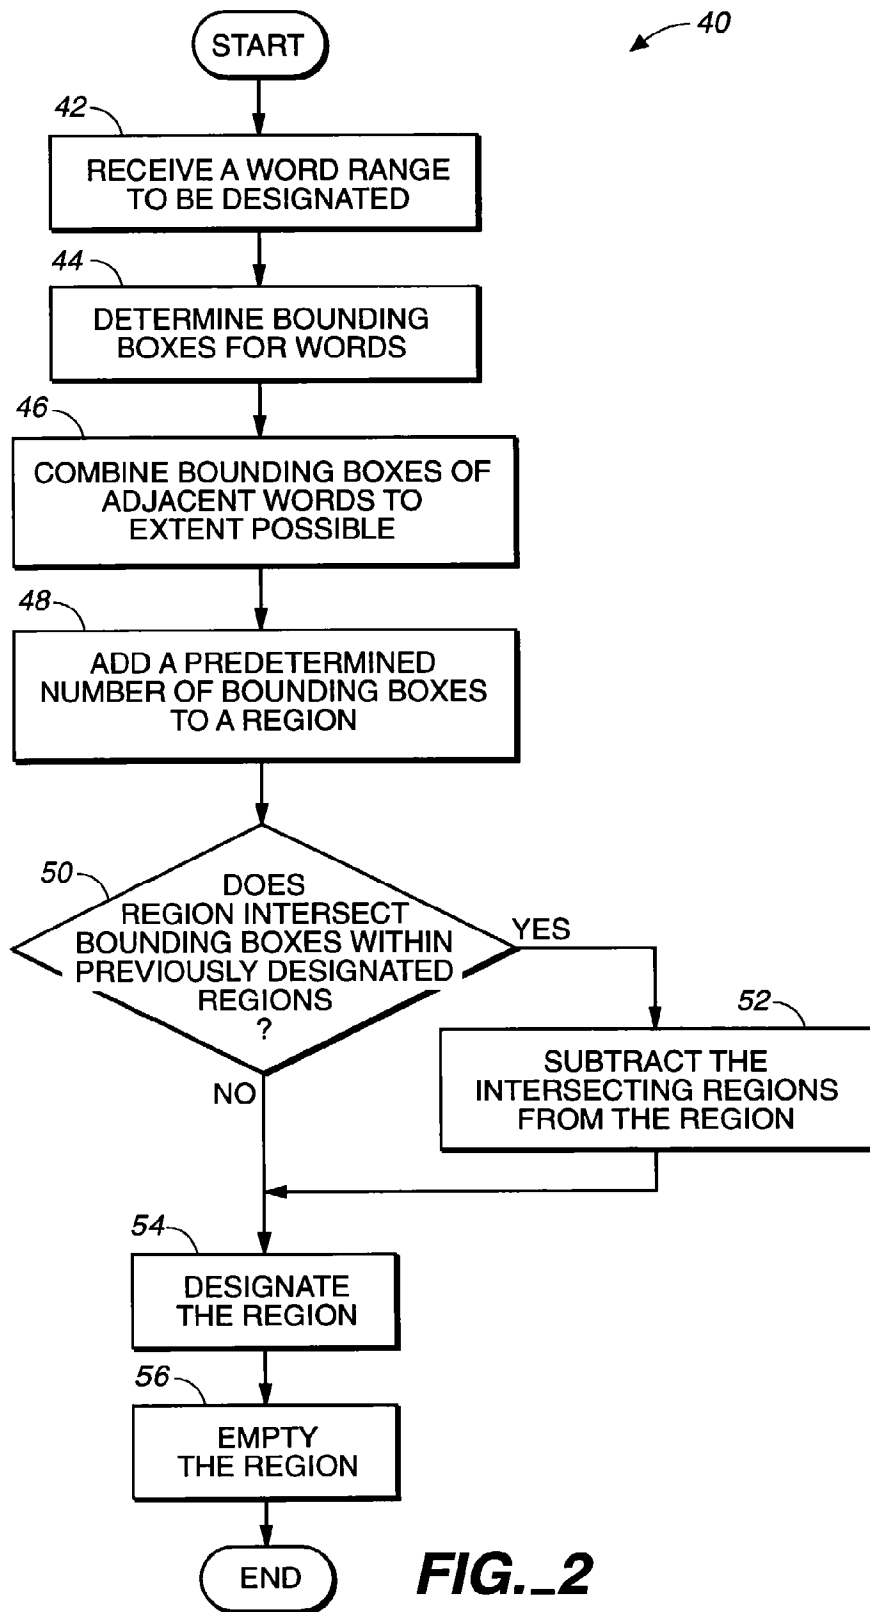 START
40
42
RECEIVE A WORD RANGE
TO BE DESIGNATED
44
DETERMINE BOUNDING
BOXES FOR WORDS
46
COMBINE BOUNDING BOXES OF
ADJACENT WORDS TO
EXTENT POSSIBLE
48
ADD A PREDETERMINED
NUMBER OF BOUNDING BOXES
TO A REGION
50
DOES
REGION INTERSECT
BOUNDING BOXES WITHIN
PREVIOUSLY DESIGNATED
REGIONS
?
YES
52
SUBTRACT THE
INTERSECTING REGIONS
FROM THE REGION
NO
54
DESIGNATE
THE REGION
56
EMPTY
THE REGION
END
FIG._2